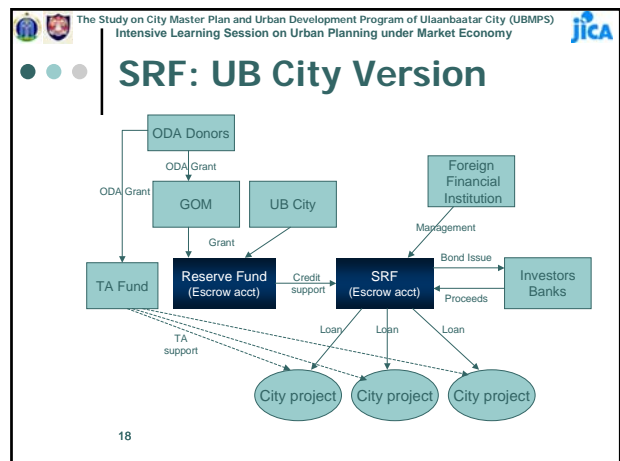 The Study on City Master Plan and Urban Development Program of Ulaanbaatar City (UBMPS)
Intensive Learning Session on Urban Planning under Market Economy
jica
SRF: UB City Version
ODA Donors
ODA Grant
ODA Grant
GOM
UB City
Foreign
Financial
Institution
Management
Grant
Bond Issue
TA Fund
Reserve Fund
(Escrow acct)
Credit
support
SRF
(Escrow acct)
Investors
Banks
Proceeds
TA
support
Loan
Loan
Loan
City project
City project
City project
18